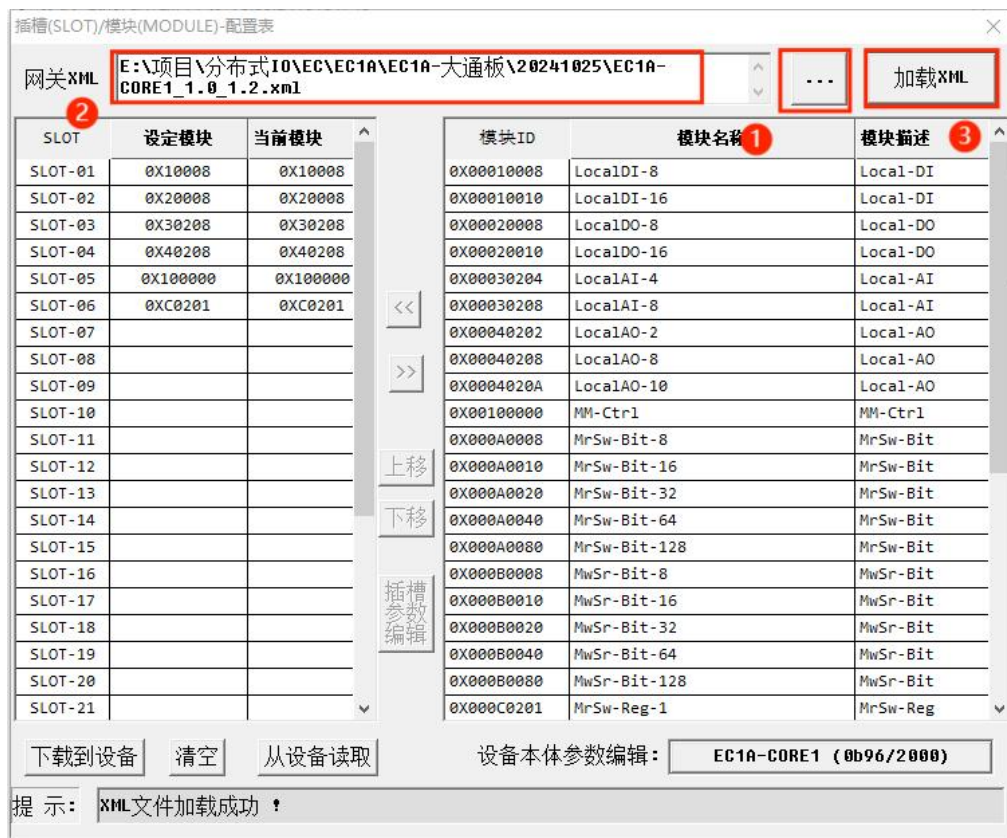 插槽(SLOT)/模块(MODULE)-配置表
网关XML
E:\项目\分布式IO\EC\EC1A\EC1A-大通板\20241025\EC1A-
CORE1_1.0_1.2.xml
...
加载XML
2
1
3
SLOT 设定模块 当前模块
SLOT-01 0X10008 0X10008
SLOT-02 0X20008 0X20008
SLOT-03 0X30208 0X30208
SLOT-04 0X40208 0X40208
SLOT-05 0X100000 0X100000
SLOT-06 0XC0201 0XC0201
SLOT-07
SLOT-08
SLOT-09
SLOT-10
SLOT-11
SLOT-12
SLOT-13
SLOT-14
SLOT-15
SLOT-16
SLOT-17
SLOT-18
SLOT-19
SLOT-20
SLOT-21
<<
>>
上移
下移
插槽
参数
编辑
模块ID 模块名称 模块描述
0X00010008 LocalDI-8 Local-DI
0X00010010 LocalDI-16 Local-DI
0X00020008 LocalDO-8 Local-DO
0X00020010 LocalDO-16 Local-DO
0X00030204 LocalAI-4 Local-AI
0X00030208 LocalAI-8 Local-AI
0X00040202 LocalAO-2 Local-AO
0X00040208 LocalAO-8 Local-AO
0X0004020A LocalAO-10 Local-AO
0X00100000 MM-Ctrl MM-Ctrl
0X000A0008 MrSw-Bit-8 MrSw-Bit
0X000A0010 MrSw-Bit-16 MrSw-Bit
0X000A0020 MrSw-Bit-32 MrSw-Bit
0X000A0040 MrSw-Bit-64 MrSw-Bit
0X000A0080 MrSw-Bit-128 MrSw-Bit
0X000B0008 MwSr-Bit-8 MwSr-Bit
0X000B0010 MwSr-Bit-16 MwSr-Bit
0X000B0020 MwSr-Bit-32 MwSr-Bit
0X000B0040 MwSr-Bit-64 MwSr-Bit
0X000B0080 MwSr-Bit-128 MwSr-Bit
0X000C0201 MrSw-Reg-1 MrSw-Reg
下载到设备 清空 从设备读取 设备本体参数编辑: EC1A-CORE1 (0b96/2000)
提 示: XML文件加载成功 !